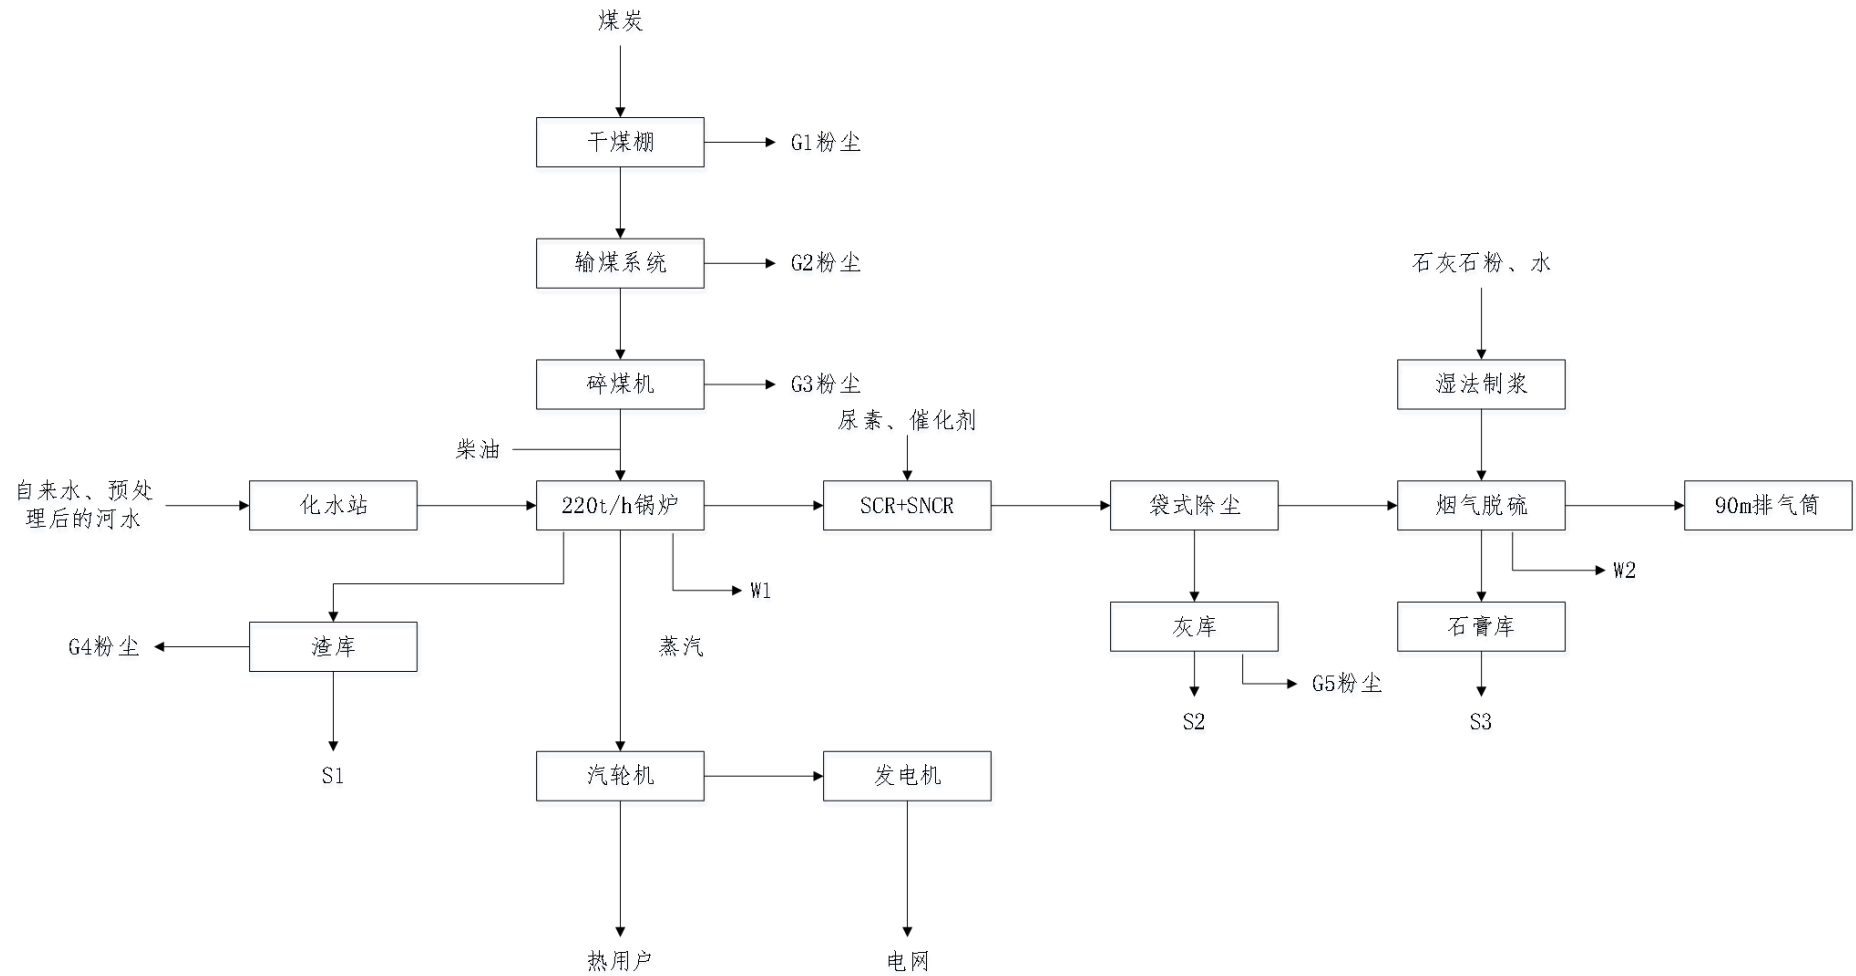 煤炭
干煤棚
G1粉尘
输煤系统
G2粉尘
石灰石粉、水
碎煤机
G3粉尘
湿法制浆
尿素、催化剂
柴油
自来水、预处
理后的河水
化水站
220t/h锅炉
SCR+SNCR
袋式除尘
烟气脱硫
90m排气筒
W1
W2
G4粉尘
渣库
蒸汽
灰库
石膏库
G5粉尘
S1
S2
S3
汽轮机
发电机
热用户
电网